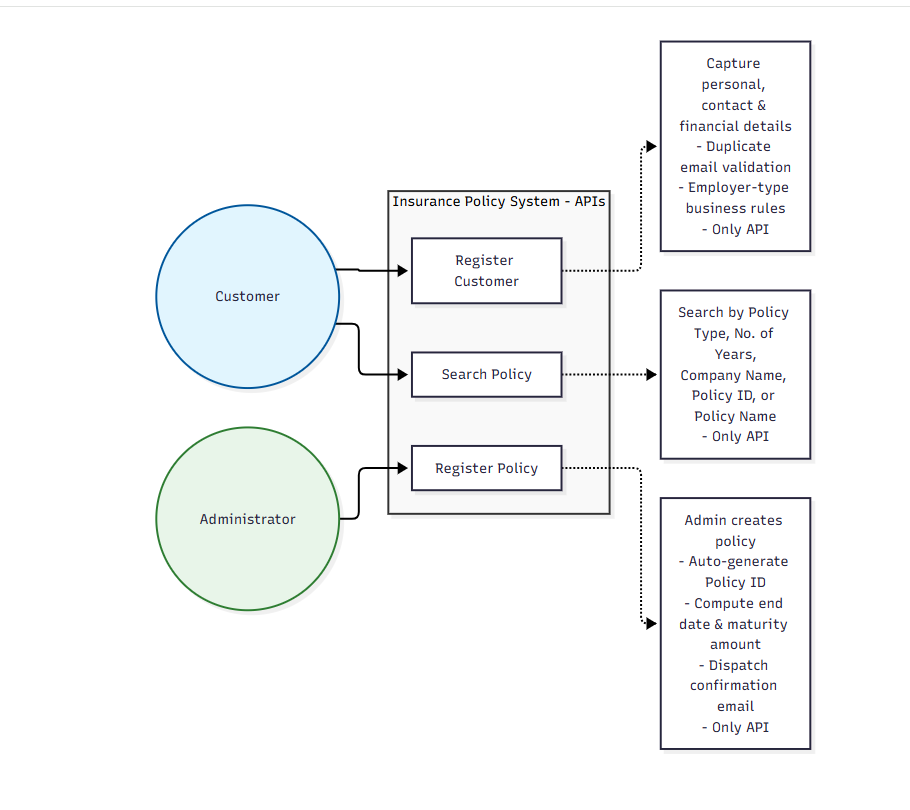 Customer
Administrator
Insurance Policy System - APIs
Register
Customer
Search Policy
Register Policy
Capture
personal,
contact &
financial details
- Duplicate
email validation
- Employer-type
business rules
- Only API
Search by Policy
Type, No. of
Years,
Company Name,
Policy ID, or
Policy Name
- Only API
Admin creates
policy
- Auto-generate
Policy ID
- Compute end
date & maturity
amount
- Dispatch
confirmation
email
- Only API